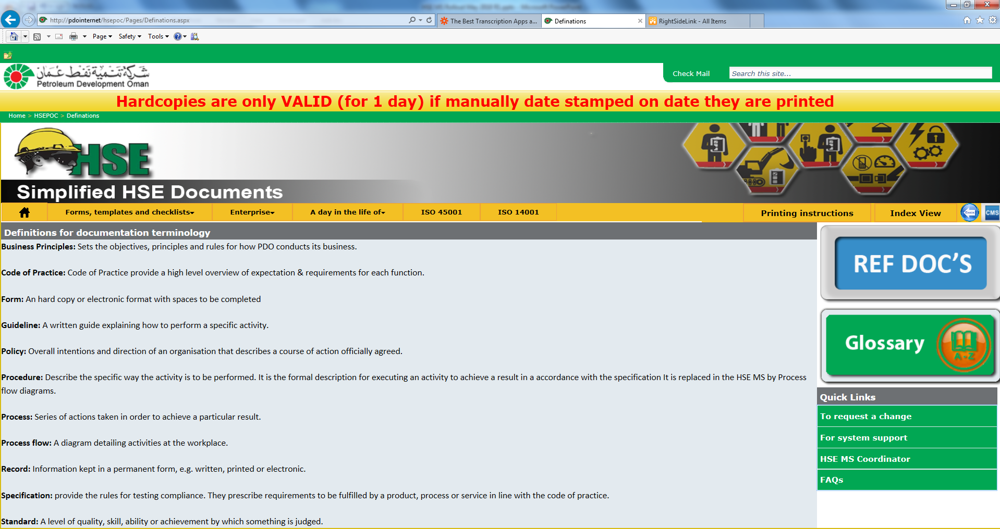 http://pdointernet/hsepoc/Pages/Definations.aspx
The Best Transcription Apps a...
Definations
RightSideLink - All Items
Page
Safety
Tools
شركة تنمية نفط عُمان
Petroleum Development Oman
Check Mail
Search this site...
Hardcopies are only VALID (for 1 day) if manually date stamped on date they are printed
Home > HSEPOC > Definations
HSE
Simplified HSE Documents
Forms, templates and checklists
Enterprise
A day in the life of
ISO 45001
ISO 14001
Printing instructions
Index View
BACK
CMS
Definitions for documentation terminology
Business Principles: Sets the objectives, principles and rules for how PDO conducts its business.
Code of Practice: Code of Practice provide a high level overview of expectation & requirements for each function.
Form: An hard copy or electronic format with spaces to be completed
Guideline: A written guide explaining how to perform a specific activity.
Policy: Overall intentions and direction of an organisation that describes a course of action officially agreed.
Procedure: Describe the specific way the activity is to be performed. It is the formal description for executing an activity to achieve a result in a accordance with the specification It is replaced in the HSE MS by Process
flow diagrams.
Process: Series of actions taken in order to achieve a particular result.
Process flow: A diagram detailing activities at the workplace.
Record: Information kept in a permanent form, e.g. written, printed or electronic.
Specification: provide the rules for testing compliance. They prescribe requirements to be fulfilled by a product, process or service in line with the code of practice.
Standard: A level of quality, skill, ability or achievement by which something is judged.
REF DOC'S
Glossary
A-Z
Quick Links
To request a change
For system support
HSE MS Coordinator
FAQs